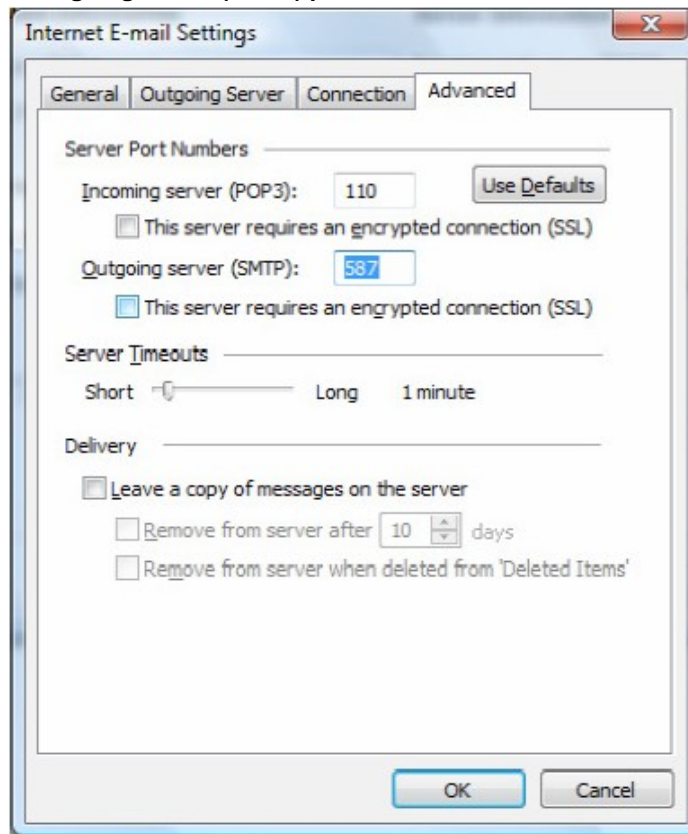 Internet E-mail Settings
General Outgoing Server Connection Advanced
Server Port Numbers
Incoming server (POP3): 110 Use Defaults
This server requires an encrypted connection (SSL)
Outgoing server (SMTP): 587
This server requires an encrypted connection (SSL)
Server Timeouts
Short Long 1 minute
Delivery
Leave a copy of messages on the server
Remove from server after 10 days
Remove from server when deleted from 'Deleted Items'
OK Cancel